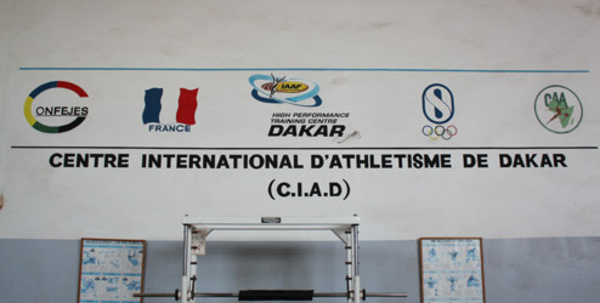 CONFEJES
FRANCE
IAAF
HIGH PERFORMANCE
TRAINING CENTRE
DAKAR
CAA
CENTRE INTERNATIONAL D'ATHLETISME DE DAKAR
(C.I.A.D)